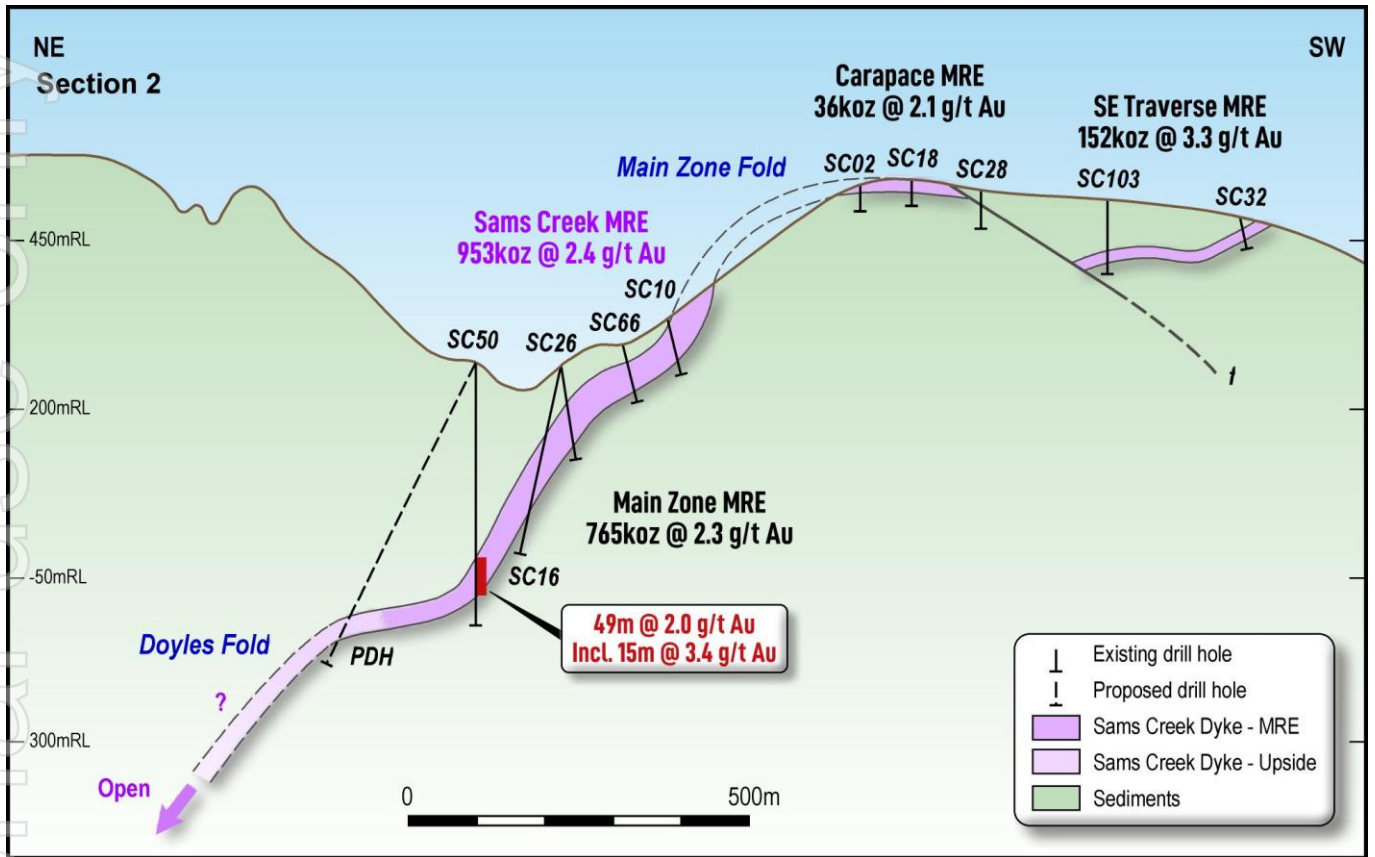 NE
SW
Section 2
Carapace MRE
36koz @ 2.1 g/t Au
SE Traverse MRE
152koz @ 3.3 g/t Au
Main Zone Fold
SC02
SC18
SC28
SC103
SC32
Sams Creek MRE
953koz @ 2.4 g/t Au
450mRL
SC10
SC66
SC50
SC26
200mRL
f
Main Zone MRE
765koz @ 2.3 g/t Au
-50mRL
SC16
49m @ 2.0 g/t Au
Incl. 15m @ 3.4 g/t Au
Doyles Fold
PDH
?
300mRL
Open
0
500m
Existing drill hole
Proposed drill hole
Sams Creek Dyke - MRE
Sams Creek Dyke - Upside
Sediments